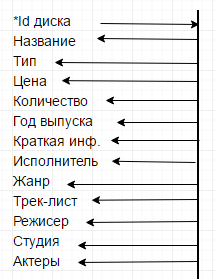 *Id диска
Название
Тип
Цена
Количество
Год выпуска
Краткая инф.
Исполнитель
Жанр
Трек-лист
Режисер
Студия
Актеры